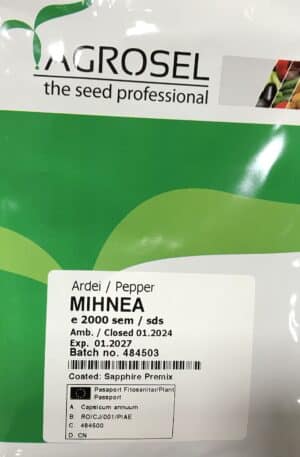 AGROSEL
the seed professional
Ardei / Pepper
MIHNEA
e 2000 sem / sds
Amb. / Closed 01.2024
Exp. 01.2027
Batch no. 484503
Coated: Sapphire Premix
Pasaport Fitosanitar/Plant
Passport
A Capsicum annuum
B. RO/CJ/001/PIAE
C 484500
D. CN